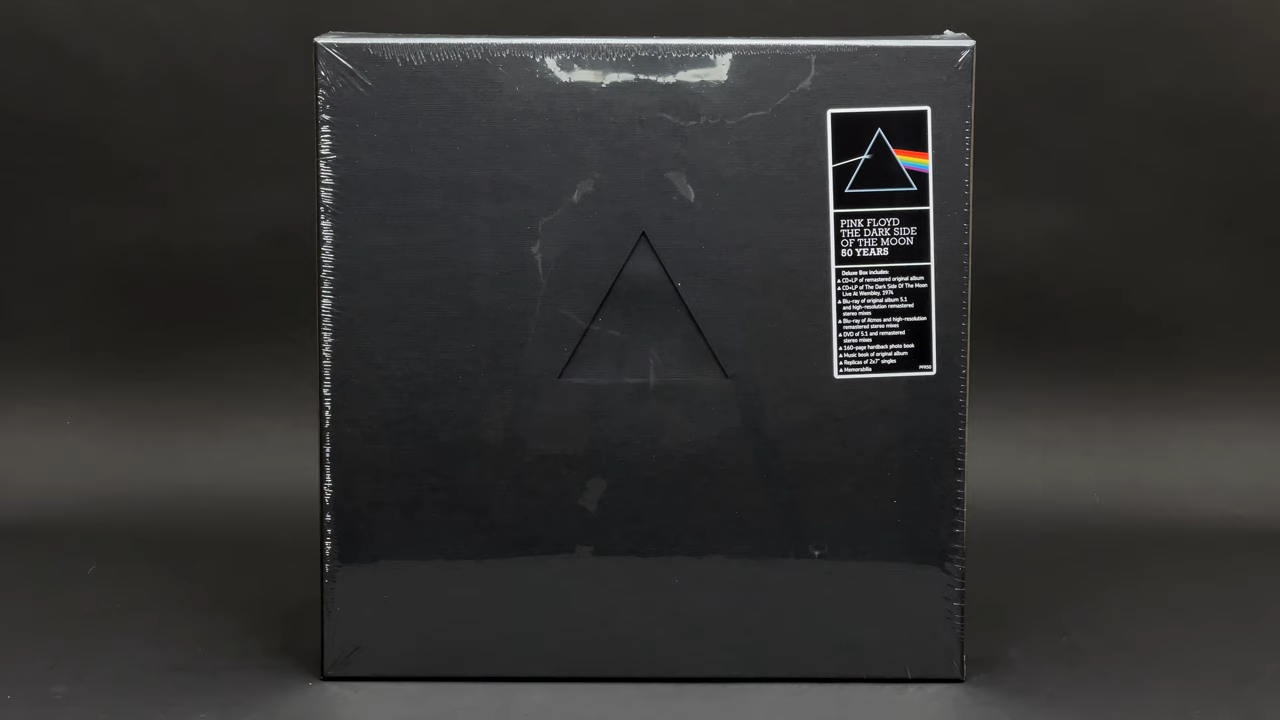 PINK FLOYD
THE DARK SIDE
OF THE MOON
50 YEARS
Deluxe Box includes:
CD+LP of remastered original album
CD+LP of The Dark Side Of The Moon
Live At Wembley, 1974
Blu-ray of original album 5.1
and high-resolution remastered
stereo mixes
Blu-ray of Atmos and high-resolution
remastered stereo mixes
DVD of 5.1 and remastered
stereo mixes
160-page hardback photo book
Music book of original album
Replicas of 2x7" singles
Memorabilia
PFR50